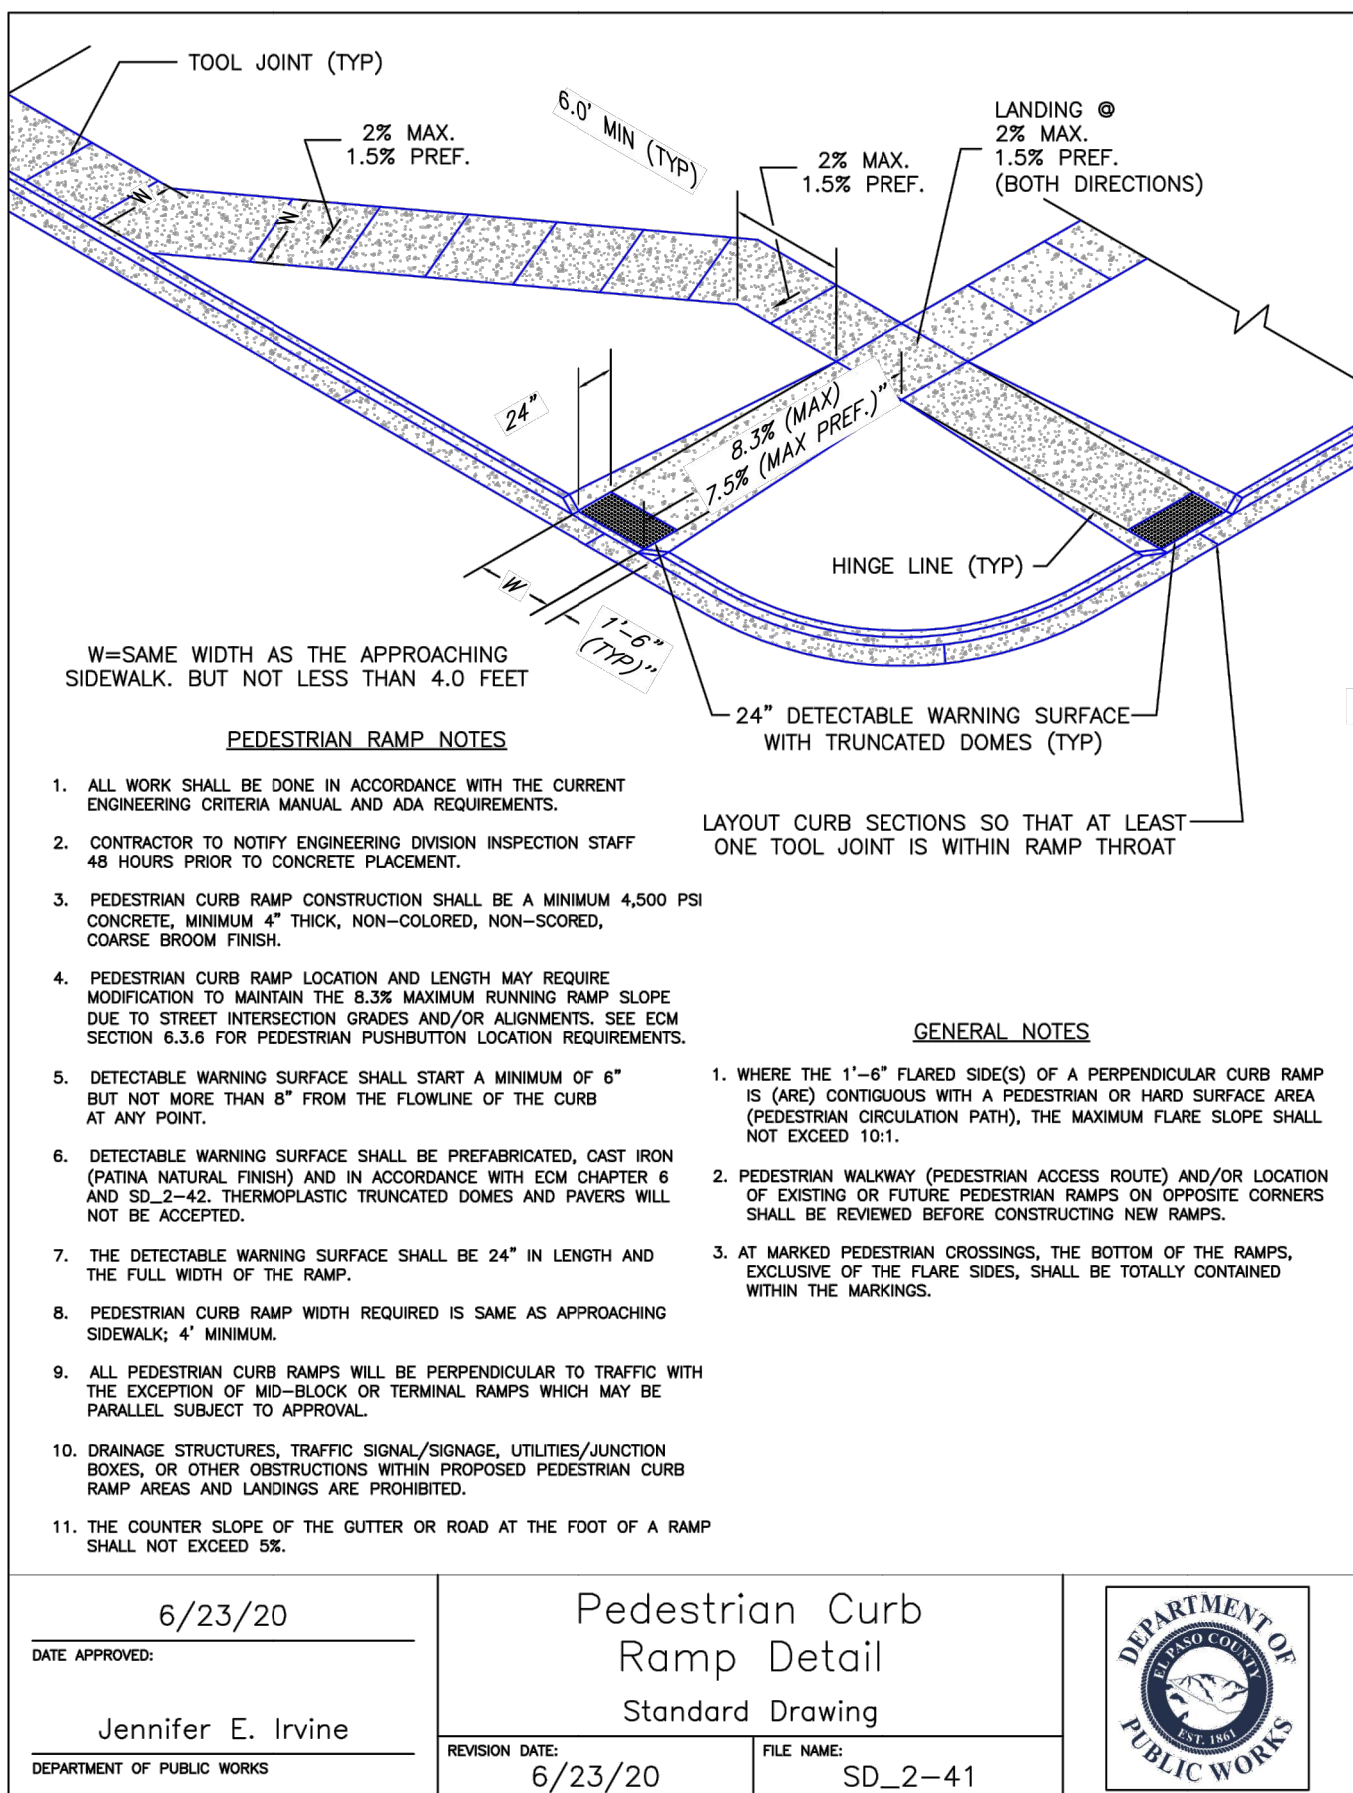 TOOL JOINT (TYP)
2% MAX.
1.5% PREF.
6.0' MIN (TYP)
2% MAX.
1.5% PREF.
LANDING @
2% MAX.
1.5% PREF.
(BOTH DIRECTIONS)
W
W
24"
8.3% (MAX)
7.5% (MAX PREF.)"
HINGE LINE (TYP)
W
1'-6"
(TYP)"
W=SAME WIDTH AS THE APPROACHING
SIDEWALK. BUT NOT LESS THAN 4.0 FEET
24" DETECTABLE WARNING SURFACE
WITH TRUNCATED DOMES (TYP)
LAYOUT CURB SECTIONS SO THAT AT LEAST
ONE TOOL JOINT IS WITHIN RAMP THROAT
PEDESTRIAN RAMP NOTES
1. ALL WORK SHALL BE DONE IN ACCORDANCE WITH THE CURRENT
ENGINEERING CRITERIA MANUAL AND ADA REQUIREMENTS.
2. CONTRACTOR TO NOTIFY ENGINEERING DIVISION INSPECTION STAFF
48 HOURS PRIOR TO CONCRETE PLACEMENT.
3. PEDESTRIAN CURB RAMP CONSTRUCTION SHALL BE A MINIMUM 4,500 PSI
CONCRETE, MINIMUM 4" THICK, NON-COLORED, NON-SCORED,
COARSE BROOM FINISH.
4. PEDESTRIAN CURB RAMP LOCATION AND LENGTH MAY REQUIRE
MODIFICATION TO MAINTAIN THE 8.3% MAXIMUM RUNNING RAMP SLOPE
DUE TO STREET INTERSECTION GRADES AND/OR ALIGNMENTS. SEE ECM
SECTION 6.3.6 FOR PEDESTRIAN PUSHBUTTON LOCATION REQUIREMENTS.
5. DETECTABLE WARNING SURFACE SHALL START A MINIMUM OF 6"
BUT NOT MORE THAN 8" FROM THE FLOWLINE OF THE CURB
AT ANY POINT.
6. DETECTABLE WARNING SURFACE SHALL BE PREFABRICATED, CAST IRON
(PATINA NATURAL FINISH) AND IN ACCORDANCE WITH ECM CHAPTER 6
AND SD_2-42. THERMOPLASTIC TRUNCATED DOMES AND PAVERS WILL
NOT BE ACCEPTED.
7. THE DETECTABLE WARNING SURFACE SHALL BE 24" IN LENGTH AND
THE FULL WIDTH OF THE RAMP.
8. PEDESTRIAN CURB RAMP WIDTH REQUIRED IS SAME AS APPROACHING
SIDEWALK; 4' MINIMUM.
9. ALL PEDESTRIAN CURB RAMPS WILL BE PERPENDICULAR TO TRAFFIC WITH
THE EXCEPTION OF MID-BLOCK OR TERMINAL RAMPS WHICH MAY BE
PARALLEL SUBJECT TO APPROVAL.
10. DRAINAGE STRUCTURES, TRAFFIC SIGNAL/SIGNAGE, UTILITIES/JUNCTION
BOXES, OR OTHER OBSTRUCTIONS WITHIN PROPOSED PEDESTRIAN CURB
RAMP AREAS AND LANDINGS ARE PROHIBITED.
11. THE COUNTER SLOPE OF THE GUTTER OR ROAD AT THE FOOT OF A RAMP
SHALL NOT EXCEED 5%.
GENERAL NOTES
1. WHERE THE 1'-6" FLARED SIDE(S) OF A PERPENDICULAR CURB RAMP
IS (ARE) CONTIGUOUS WITH A PEDESTRIAN OR HARD SURFACE AREA
(PEDESTRIAN CIRCULATION PATH), THE MAXIMUM FLARE SLOPE SHALL
NOT EXCEED 10:1.
2. PEDESTRIAN WALKWAY (PEDESTRIAN ACCESS ROUTE) AND/OR LOCATION
OF EXISTING OR FUTURE PEDESTRIAN RAMPS ON OPPOSITE CORNERS
SHALL BE REVIEWED BEFORE CONSTRUCTING NEW RAMPS.
3. AT MARKED PEDESTRIAN CROSSINGS, THE BOTTOM OF THE RAMPS,
EXCLUSIVE OF THE FLARE SIDES, SHALL BE TOTALLY CONTAINED
WITHIN THE MARKINGS.
6/23/20
DATE APPROVED:
Jennifer E. Irvine
DEPARTMENT OF PUBLIC WORKS
Pedestrian Curb
Ramp Detail
Standard Drawing
REVISION DATE:
6/23/20
FILE NAME:
SD_2-41
DEPARTMENT OF
PUBLIC WORKS
EL PASO COUNTY
EST. 1861